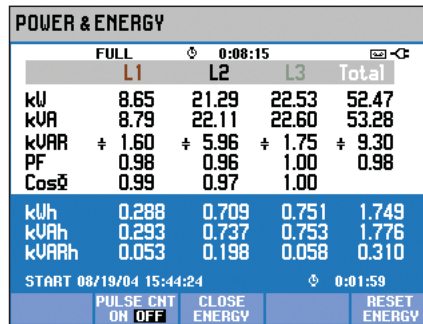 POWER & ENERGY
FULL 0:08:15
L1 L2 L3 Total
kW 8.65 21.29 22.53 52.47
kVA 8.79 22.11 22.60 53.28
kVAR 1.60 5.96 1.75 9.30
PF 0.98 0.96 1.00 0.98
CosΦ 0.99 0.97 1.00
kWh 0.288 0.709 0.751 1.749
kVAh 0.293 0.737 0.753 1.776
kVARh 0.053 0.198 0.058 0.310
START 08/19/04 15:44:24 0:01:59
PULSE CNT CLOSE RESET
ON OFF ENERGY ENERGY